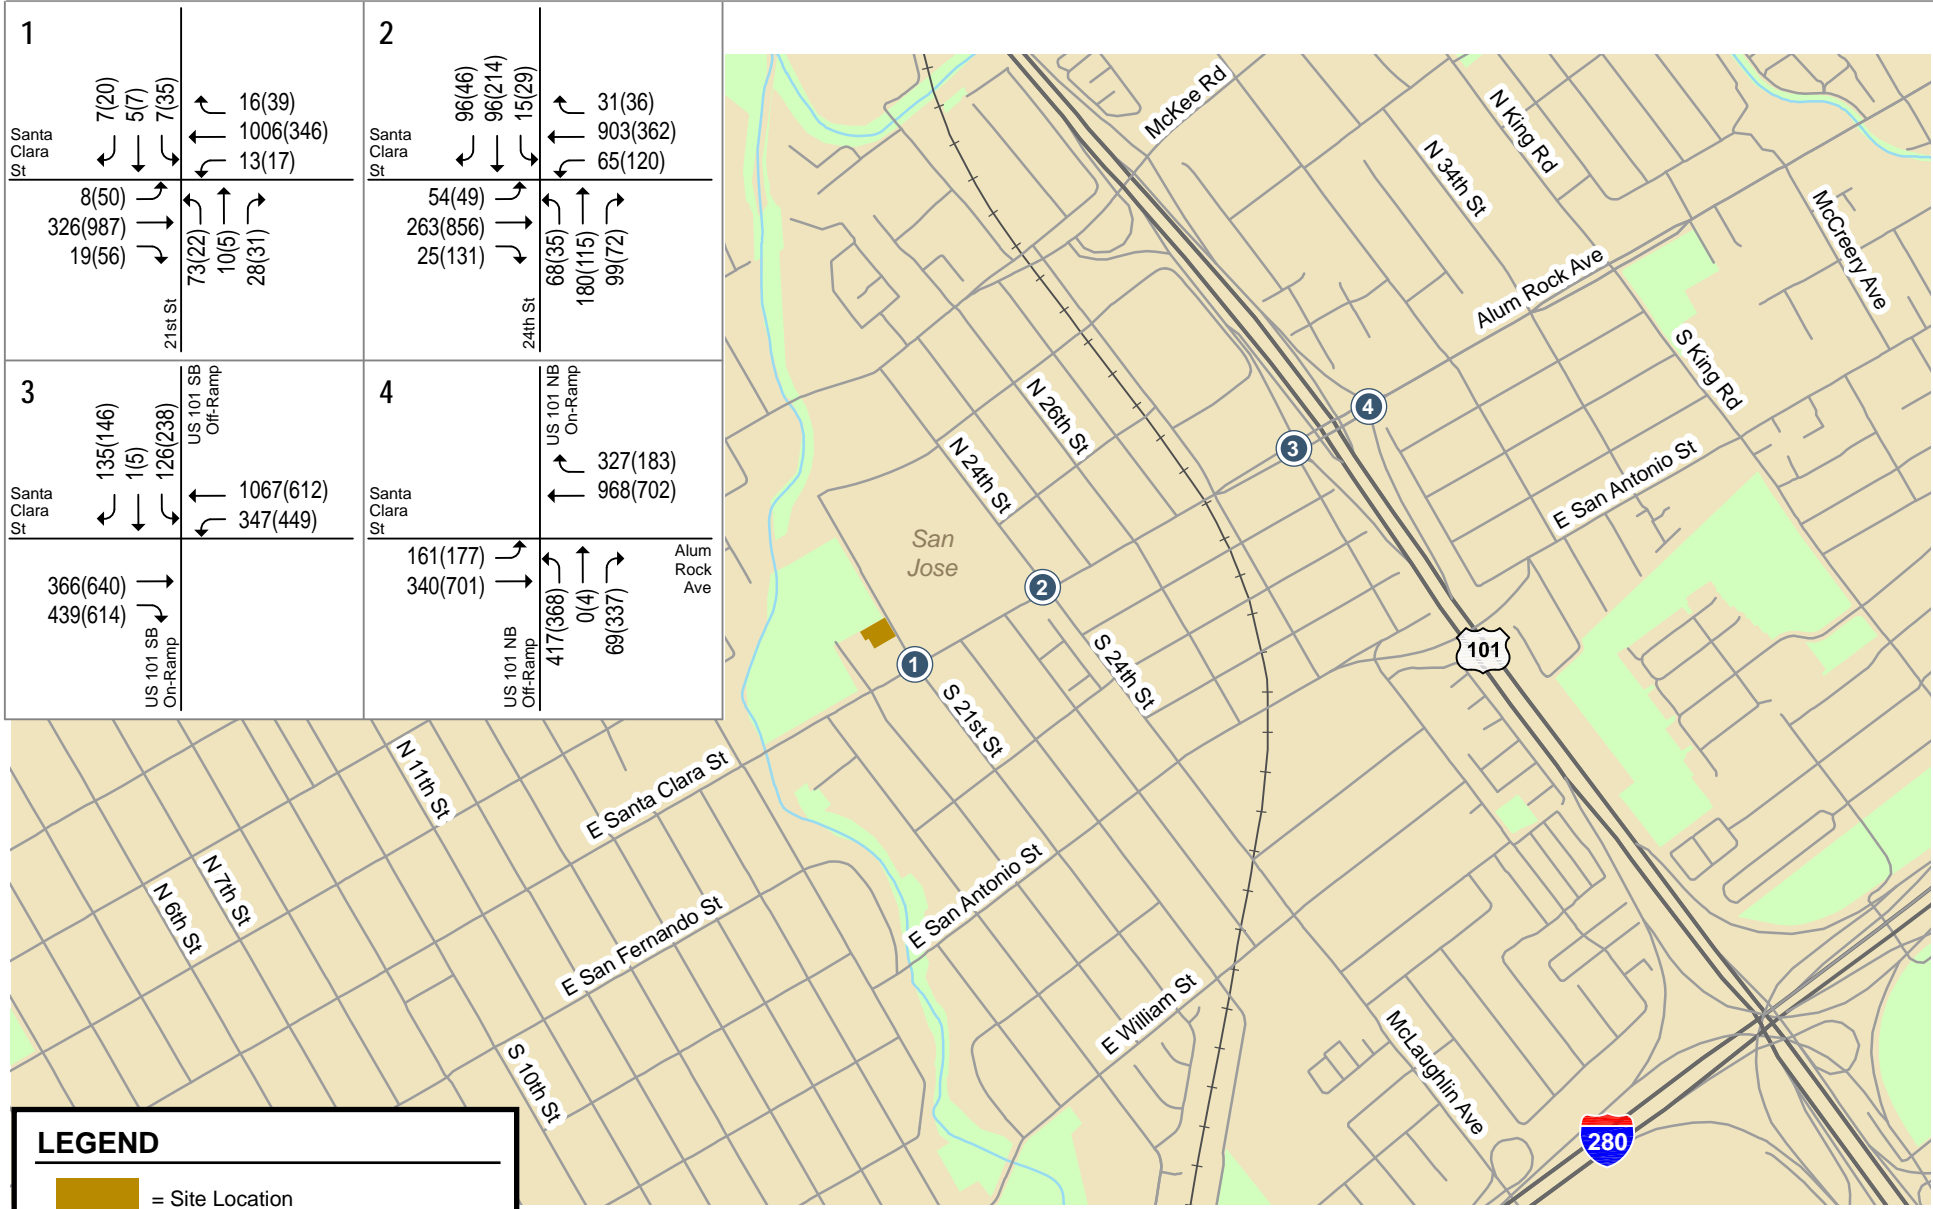 1
7(20)
5(7)
7(35)
16(39)
1006(346)
13(17)
Santa
Clara
St
8(50)
326(987)
19(56)
73(22)
10(5)
28(31)
21st St
2
96(46)
96(214)
15(29)
31(36)
903(362)
65(120)
Santa
Clara
St
54(49)
263(856)
25(131)
68(35)
180(115)
99(72)
24th St
3
135(146)
1(5)
126(238)
US 101 SB
Off-Ramp
1067(612)
347(449)
Santa
Clara
St
366(640)
439(614)
US 101 SB
On-Ramp
4
US 101 NB
On-Ramp
327(183)
968(702)
Santa
Clara
St
161(177)
340(701)
417(368)
0(4)
69(337)
Alum
Rock
Ave
US 101 NB
Off-Ramp
McKee Rd
N King Rd
N 34th St
McCreery Ave
Alum Rock Ave
S King Rd
N 26th St
4
3
N 24th St
E San Antonio St
San
Jose
2
101
1
S 24th St
S 21st St
N 11th St
E Santa Clara St
N 7th St
N 6th St
E San Antonio St
E San Fernando St
E William St
McLaughlin Ave
S 10th St
280
LEGEND
= Site Location